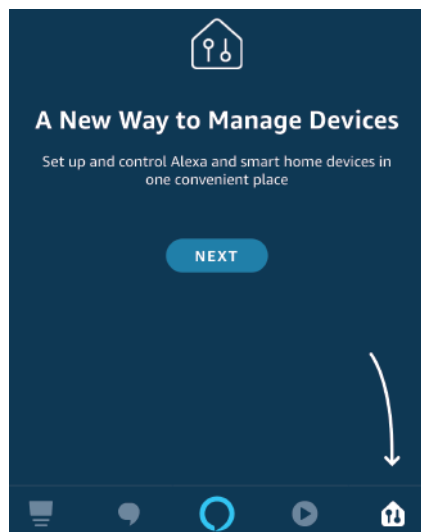 A New Way to Manage Devices
Set up and control Alexa and smart home devices in
one convenient place
NEXT